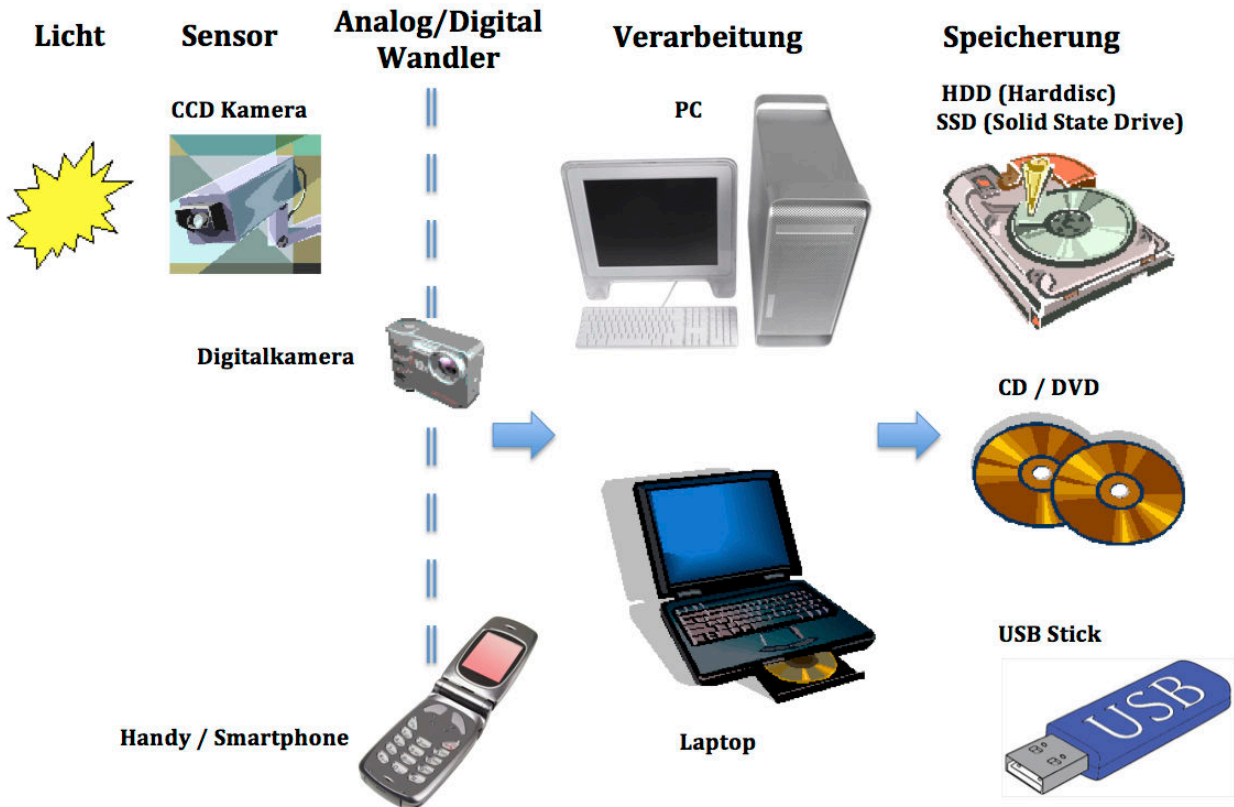 Licht
Sensor
Analog/Digital
Wandler
Verarbeitung
Speicherung
CCD Kamera
PC
HDD (Harddisc)
SSD (Solid State Drive)
Digitalkamera
CD / DVD
USB Stick
USB
Handy / Smartphone
Laptop